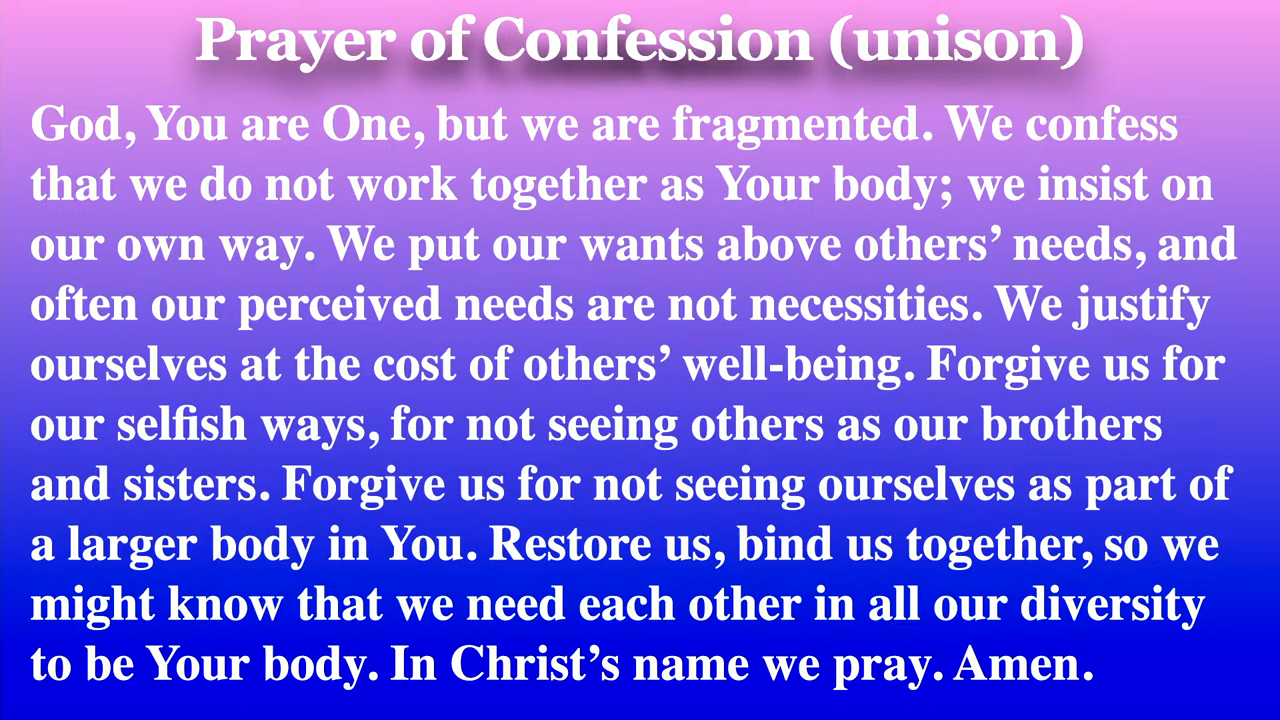 Prayer of Confession (unison)
God, You are One, but we are fragmented. We confess
that we do not work together as Your body; we insist on
our own way. We put our wants above others’ needs, and
often our perceived needs are not necessities. We justify
ourselves at the cost of others’ well-being. Forgive us for
our selfish ways, for not seeing others as our brothers
and sisters. Forgive us for not seeing ourselves as part of
a larger body in You. Restore us, bind us together, so we
might know that we need each other in all our diversity
to be Your body. In Christ’s name we pray. Amen.